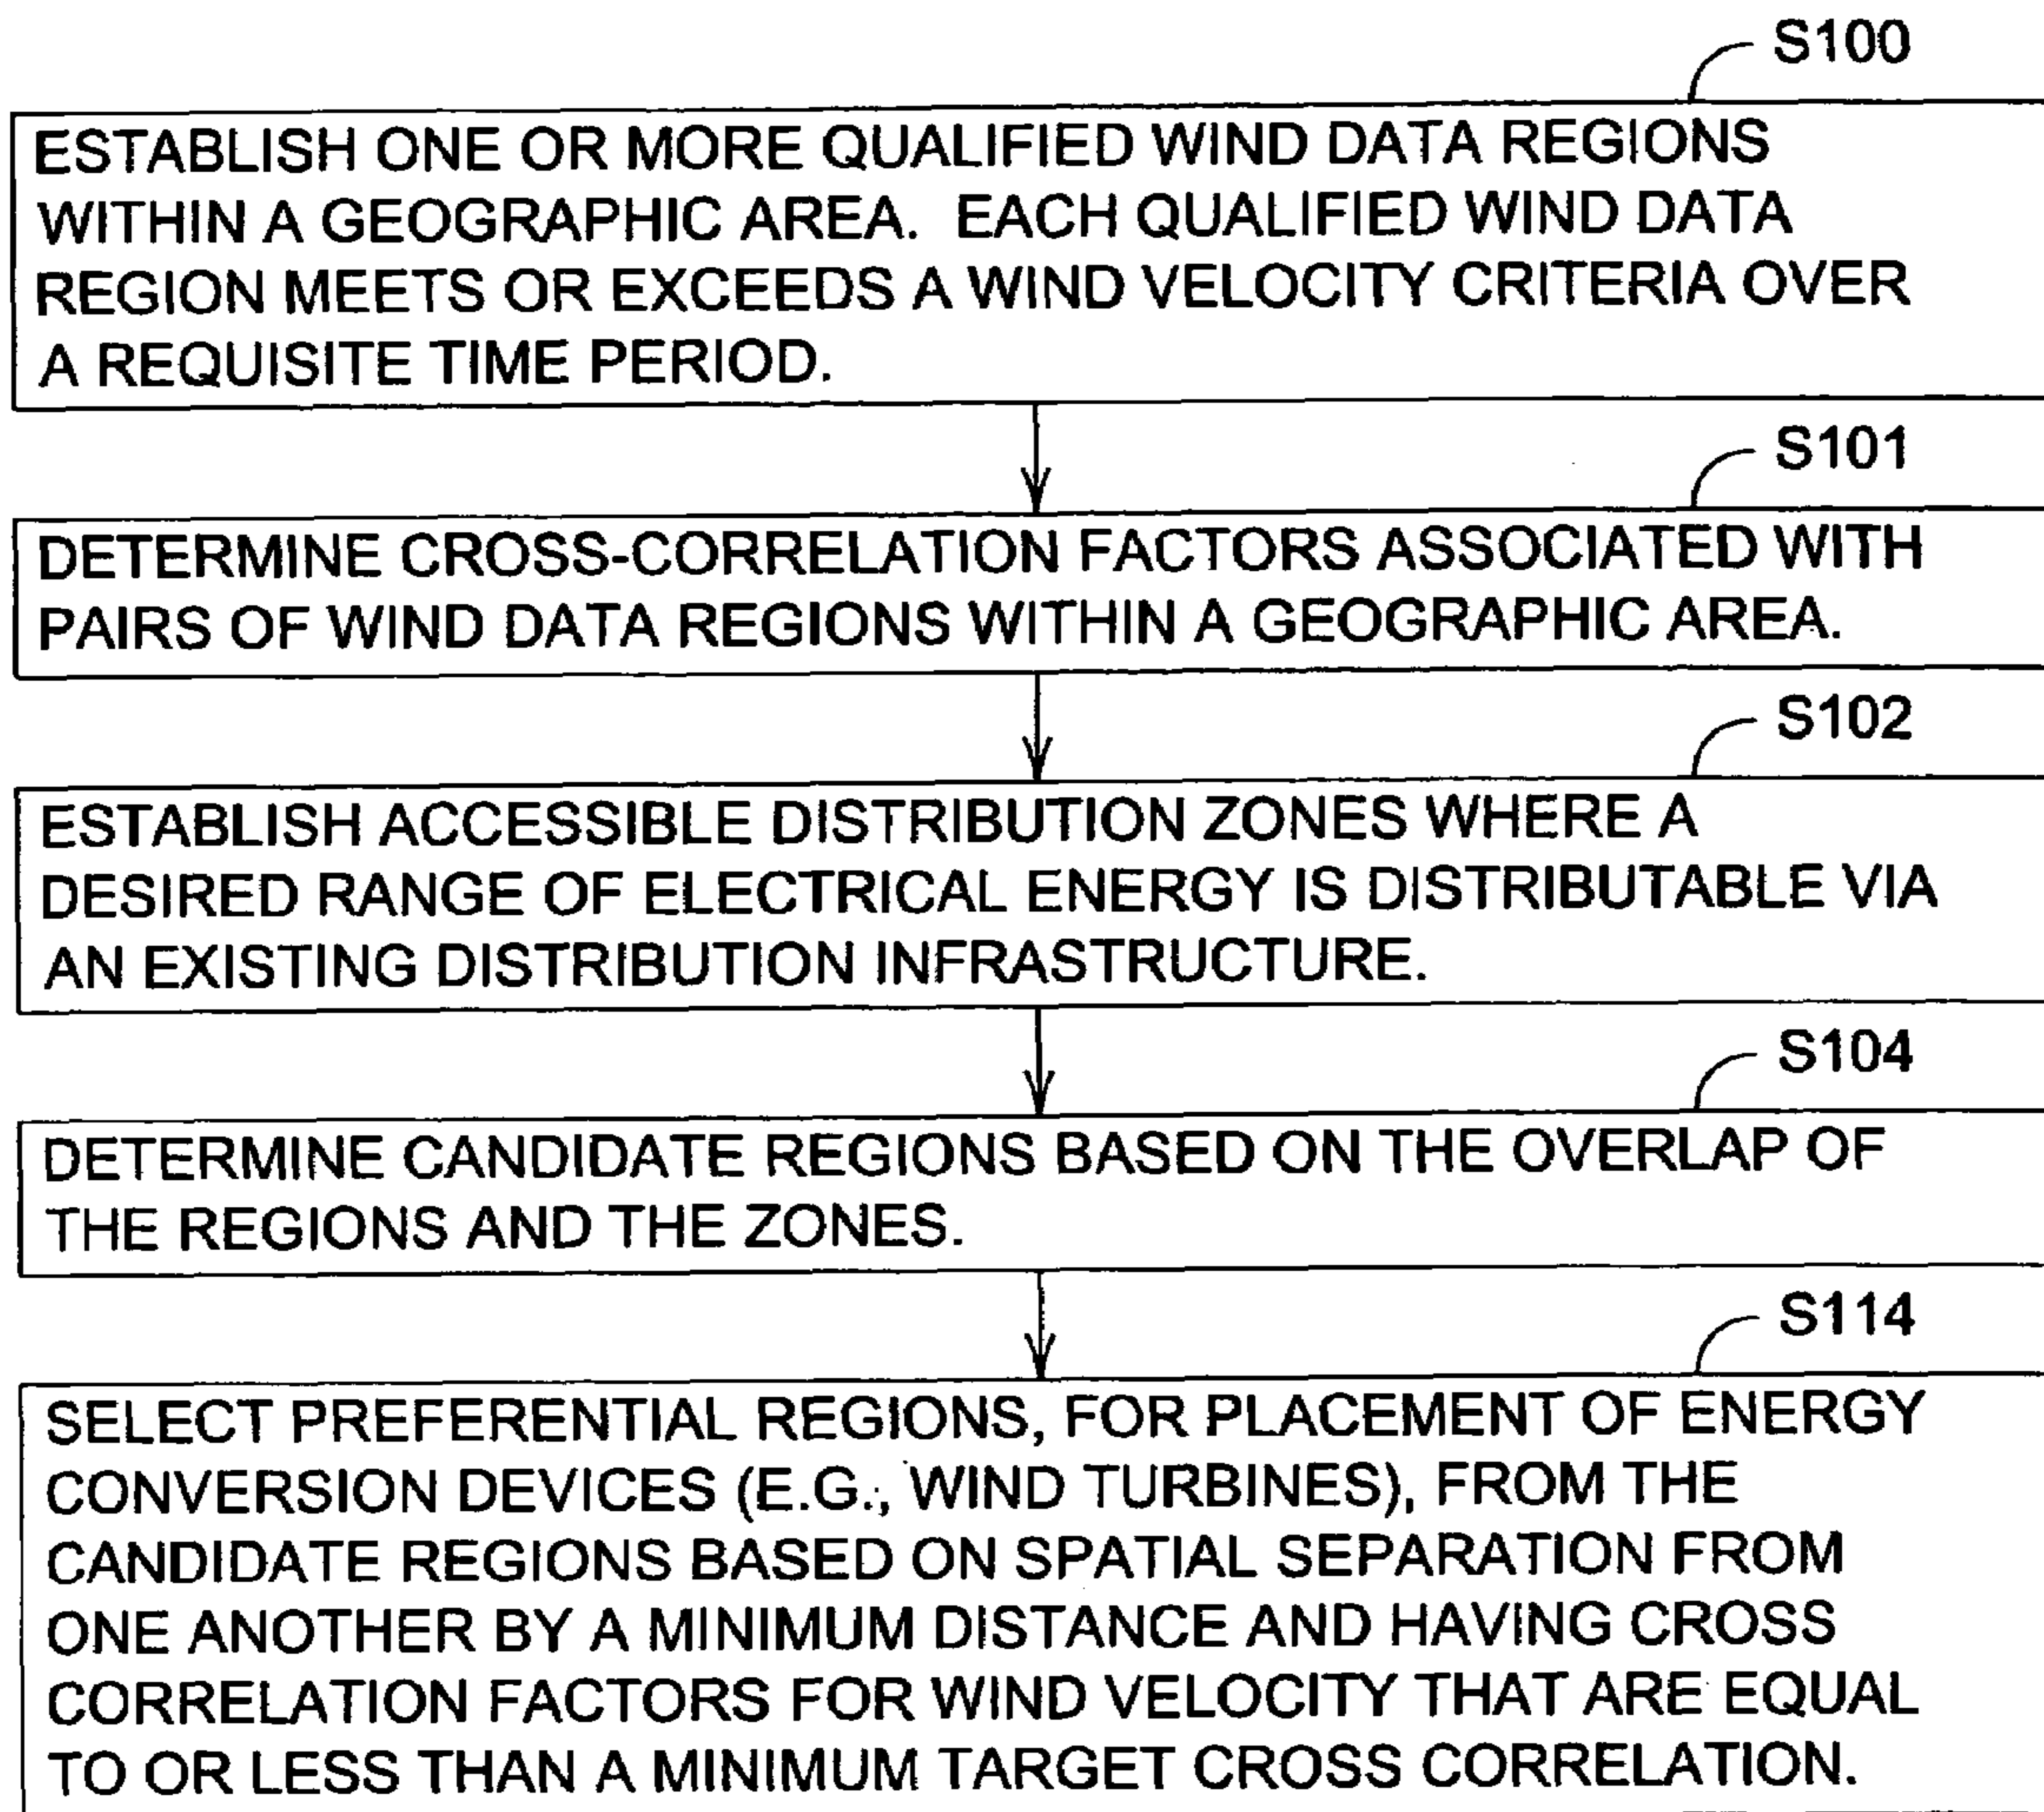 S100
ESTABLISH ONE OR MORE QUALIFIED WIND DATA REGIONS
WITHIN A GEOGRAPHIC AREA. EACH QUALIFIED WIND DATA
REGION MEETS OR EXCEEDS A WIND VELOCITY CRITERIA OVER
A REQUISITE TIME PERIOD.
S101
DETERMINE CROSS-CORRELATION FACTORS ASSOCIATED WITH
PAIRS OF WIND DATA REGIONS WITHIN A GEOGRAPHIC AREA.
S102
ESTABLISH ACCESSIBLE DISTRIBUTION ZONES WHERE A
DESIRED RANGE OF ELECTRICAL ENERGY IS DISTRIBUTABLE VIA
AN EXISTING DISTRIBUTION INFRASTRUCTURE.
S104
DETERMINE CANDIDATE REGIONS BASED ON THE OVERLAP OF
THE REGIONS AND THE ZONES.
S114
SELECT PREFERENTIAL REGIONS, FOR PLACEMENT OF ENERGY
CONVERSION DEVICES (E.G., WIND TURBINES), FROM THE
CANDIDATE REGIONS BASED ON SPATIAL SEPARATION FROM
ONE ANOTHER BY A MINIMUM DISTANCE AND HAVING CROSS
CORRELATION FACTORS FOR WIND VELOCITY THAT ARE EQUAL
TO OR LESS THAN A MINIMUM TARGET CROSS CORRELATION.